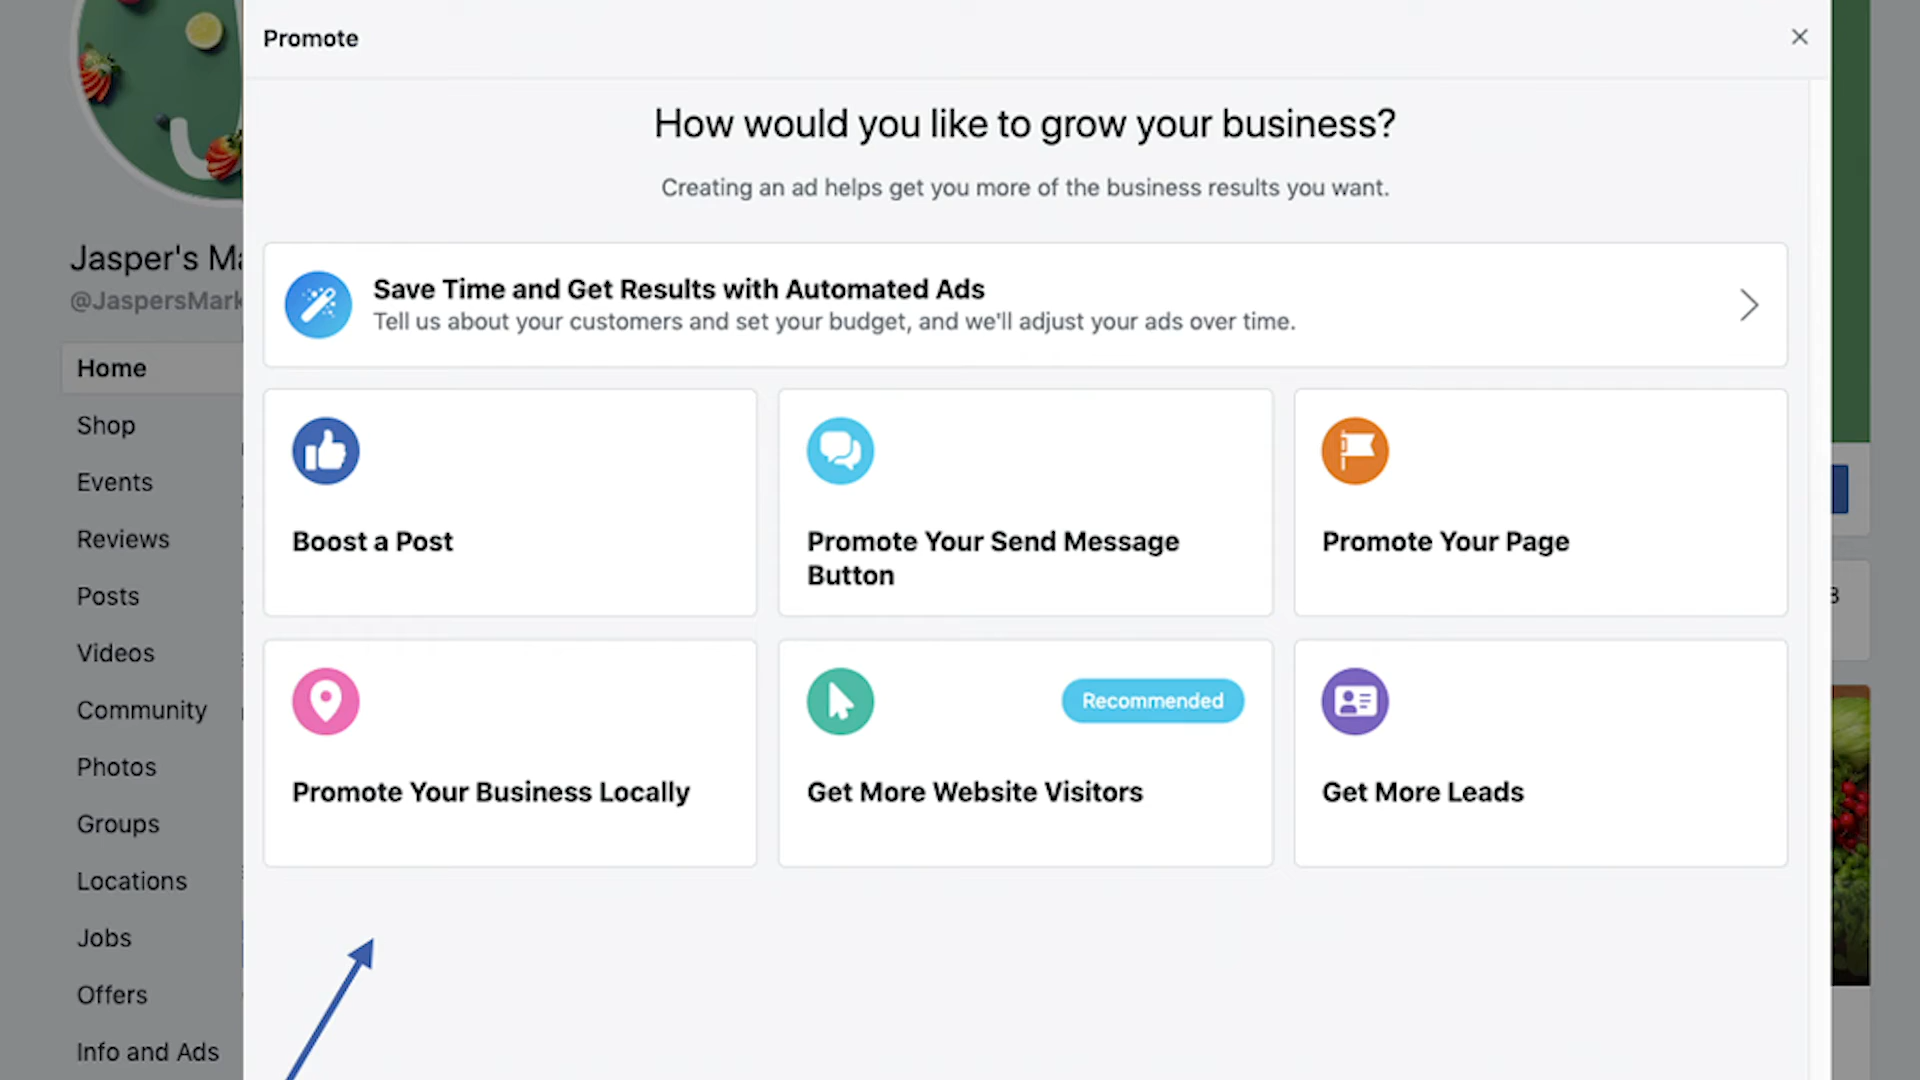 Promote
How would you like to grow your business?
Creating an ad helps get you more of the business results you want.
Save Time and Get Results with Automated Ads
Tell us about your customers and set your budget, and we'll adjust your ads over time.
Boost a Post
Promote Your Send Message
Button
Promote Your Page
Promote Your Business Locally
Recommended
Get More Website Visitors
Get More Leads
Jasper's Ma
@JaspersMark
Home
Shop
Events
Reviews
Posts
Videos
Community
Photos
Groups
Locations
Jobs
Offers
Info and Ads